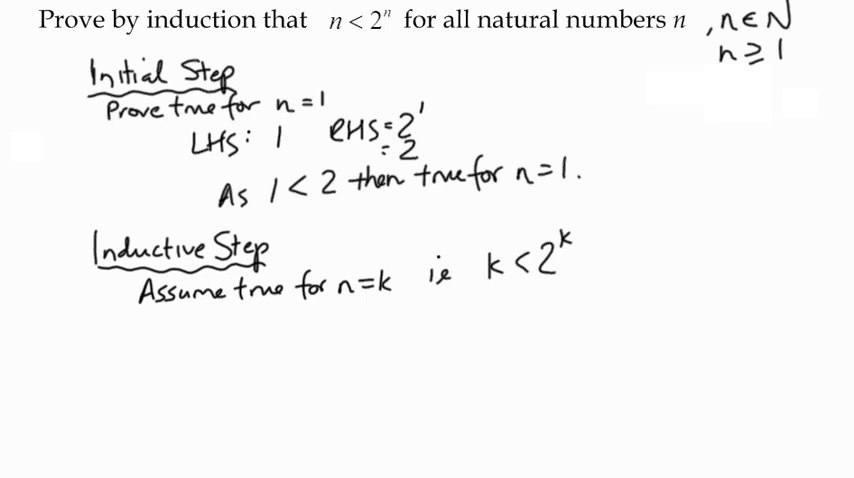 Prove by induction that n < 2ⁿ for all natural numbers n , n ∈ N
n ≥ 1
Initial Step
Prove true for n = 1
LHS: 1 RHS = 2¹
= 2
As 1 < 2 then true for n = 1.
Inductive Step
Assume true for n = k ie k < 2ᵏ